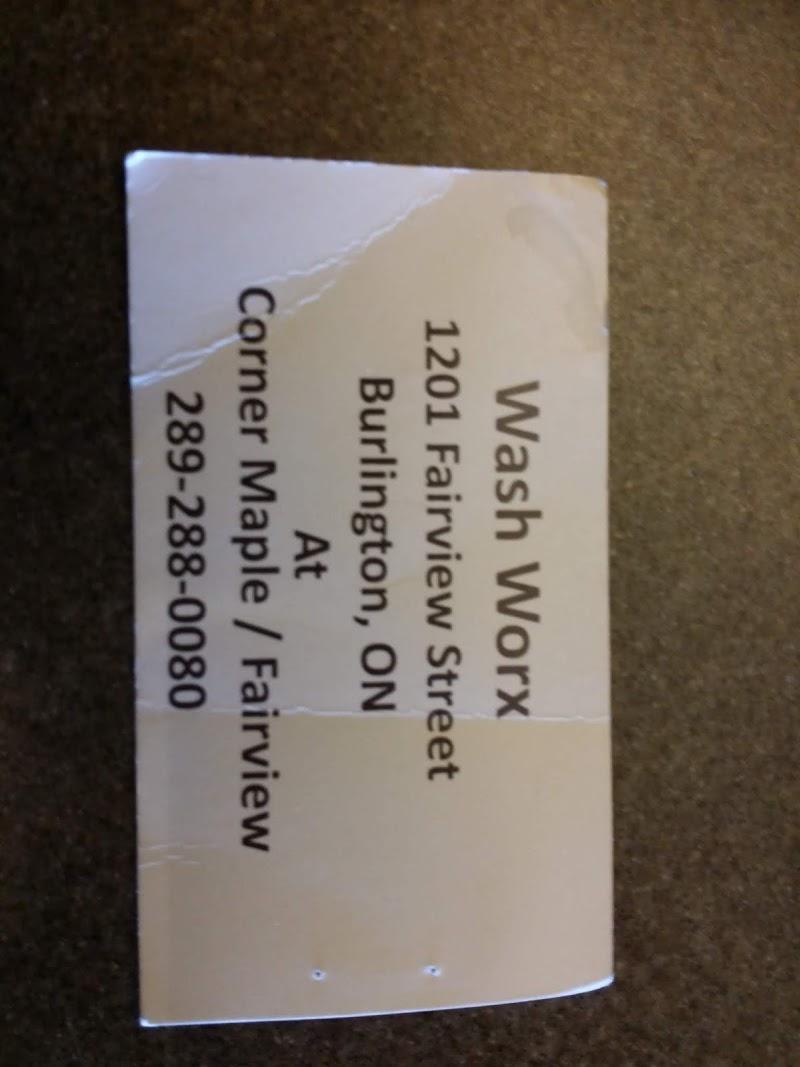 Wash Worx
1201 Fairview Street
Burlington, ON
At
Corner Maple / Fairview
289-288-0080